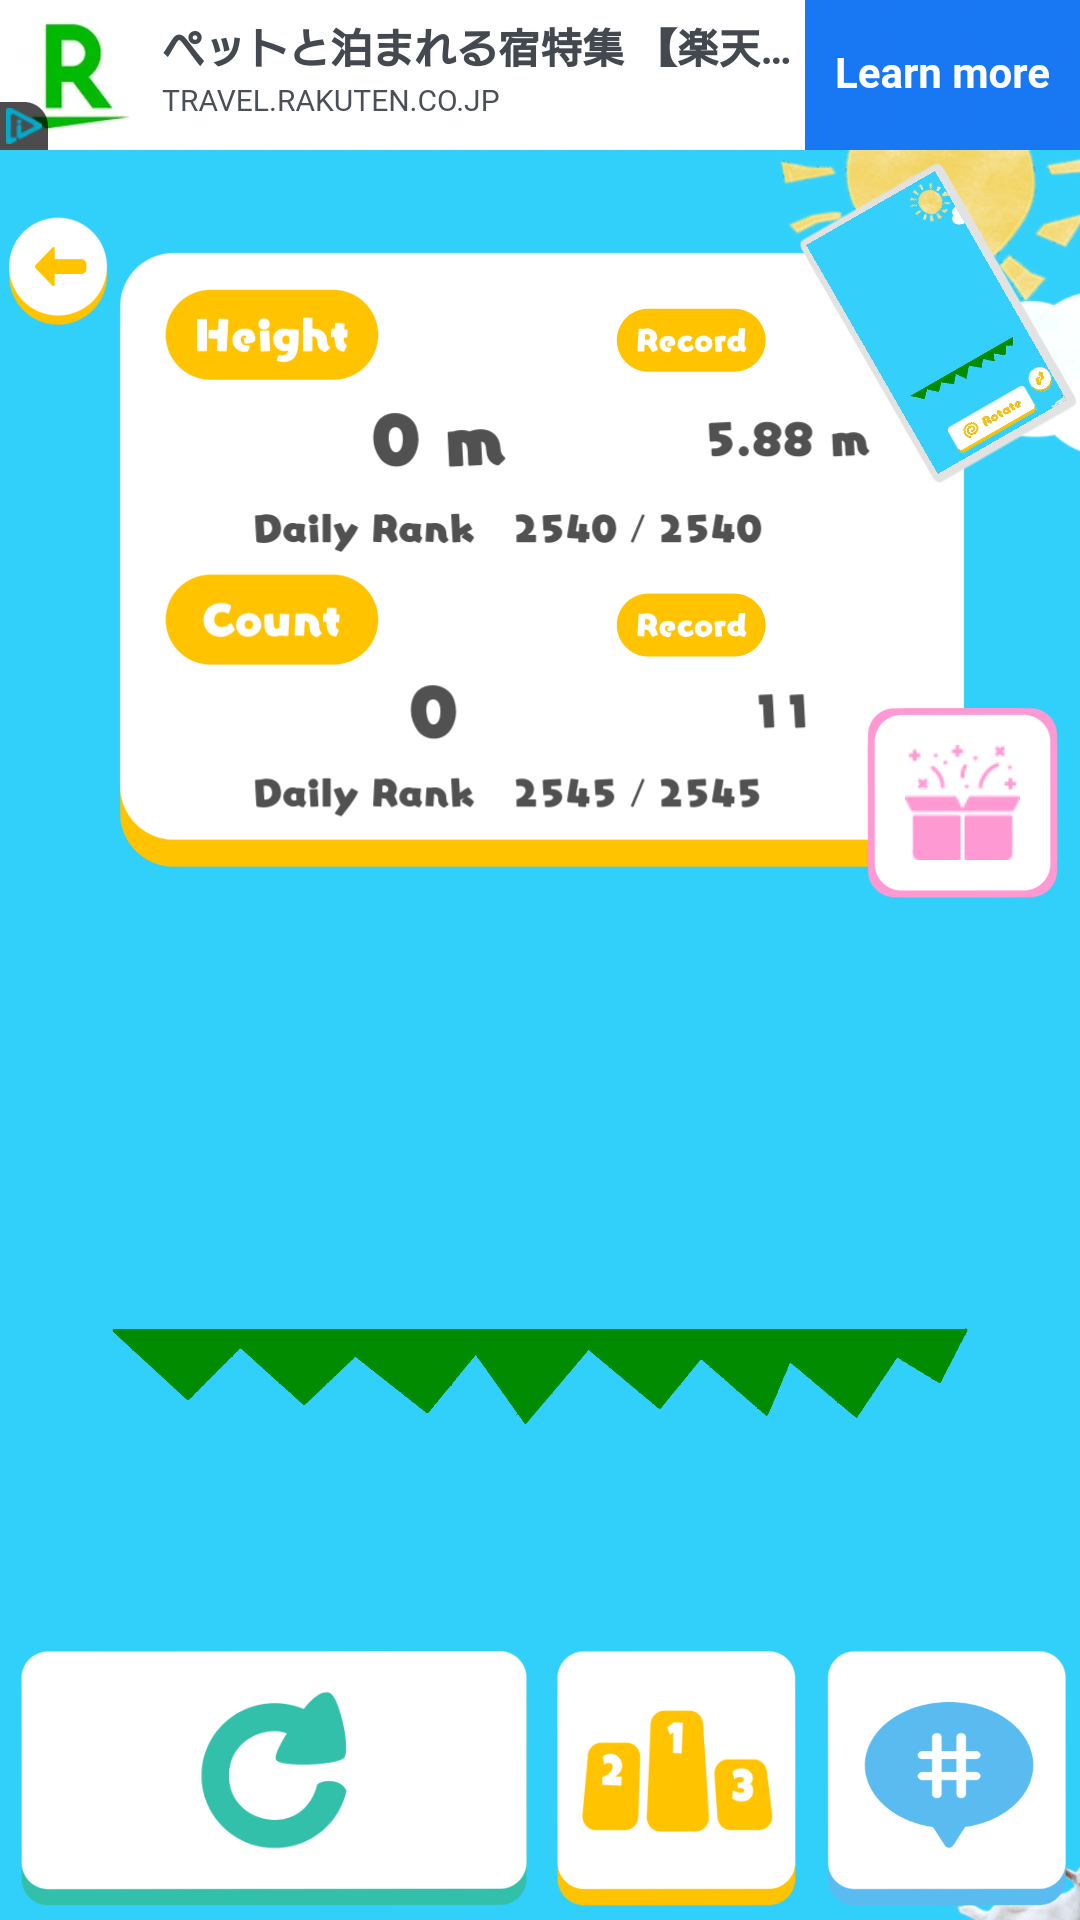 R
ペットと泊まれる宿特集 【楽天...
TRAVEL.RAKUTEN.CO.JP
Learn more
Height
Record
0 m
5.88 m
Daily Rank 2540 / 2540
Count
Record
0
11
Daily Rank 2545 / 2545
Rotate
2
1
3
#